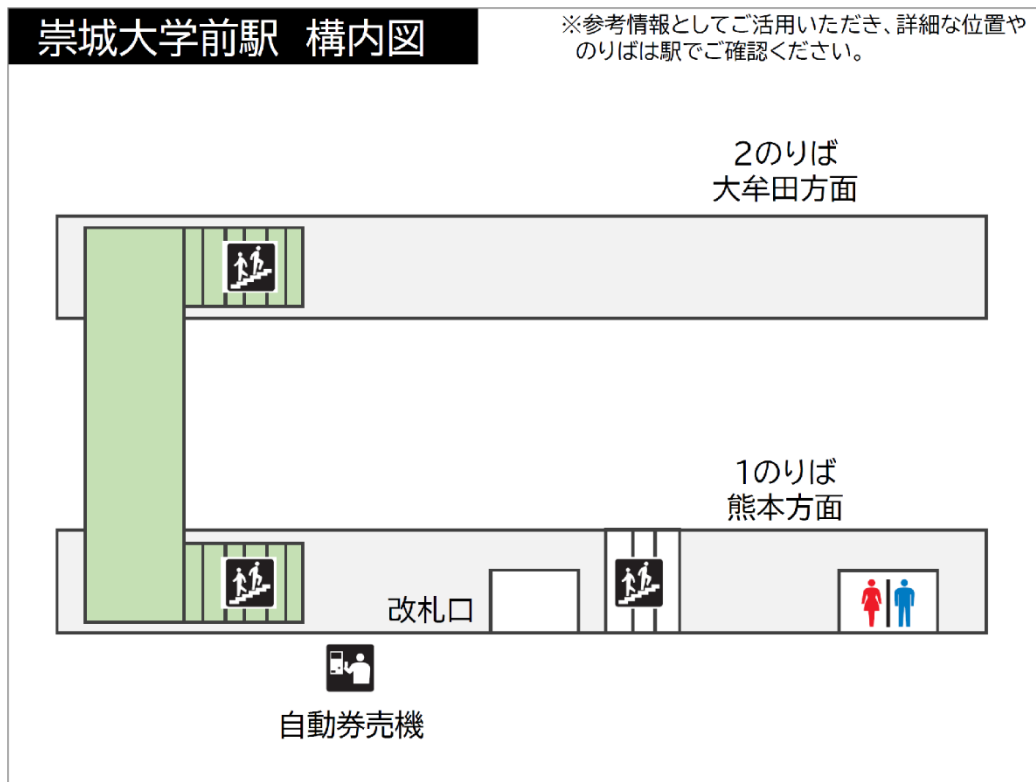 崇城大学前駅 構内図
※参考情報としてご活用いただき、詳細な位置や
のりばは駅でご確認ください。
2のりば
大牟田方面
1のりば
熊本方面
改札口
自動券売機